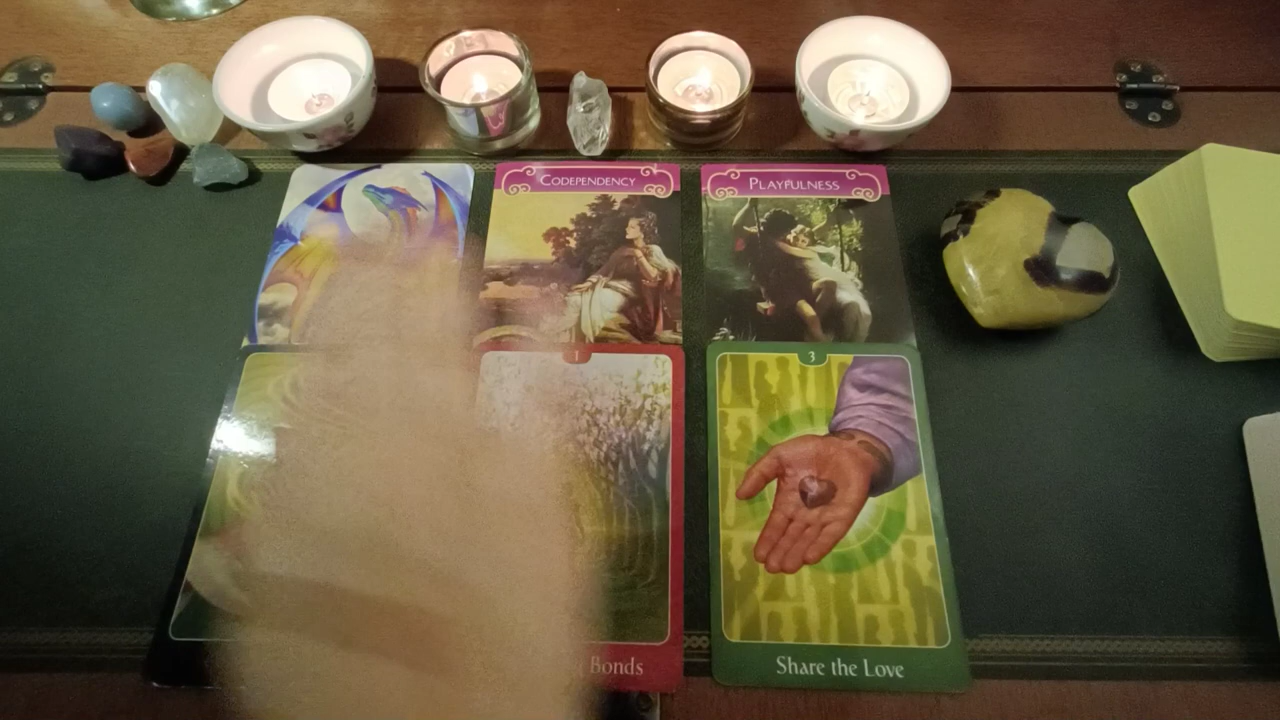 CODEPENDENCY
PLAYFULNESS
1
3
Bonds
Share the Love